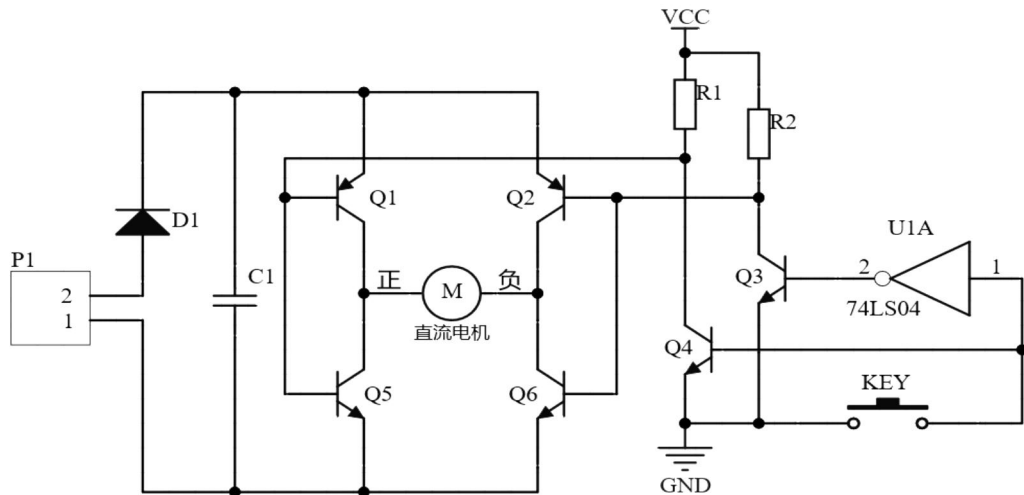 VCC
R1
R2
Q1
Q2
D1
U1A
P1
2
1
C1
正
M
负
直流电机
Q3
2
1
74LS04
Q4
Q5
Q6
KEY
GND